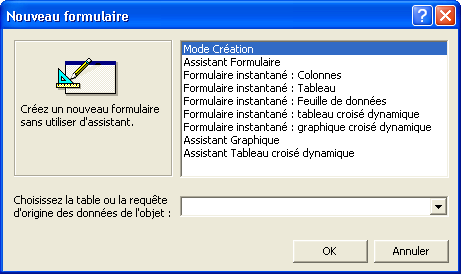 Nouveau formulaire
Mode Création
Assistant Formulaire
Formulaire instantané : Colonnes
Formulaire instantané : Tableau
Formulaire instantané : Feuille de données
Formulaire instantané : tableau croisé dynamique
Formulaire instantané : graphique croisé dynamique
Assistant Graphique
Assistant Tableau croisé dynamique
Créez un nouveau formulaire
sans utiliser d'assistant.
Choisissez la table ou la requête
d'origine des données de l'objet :
OK
Annuler